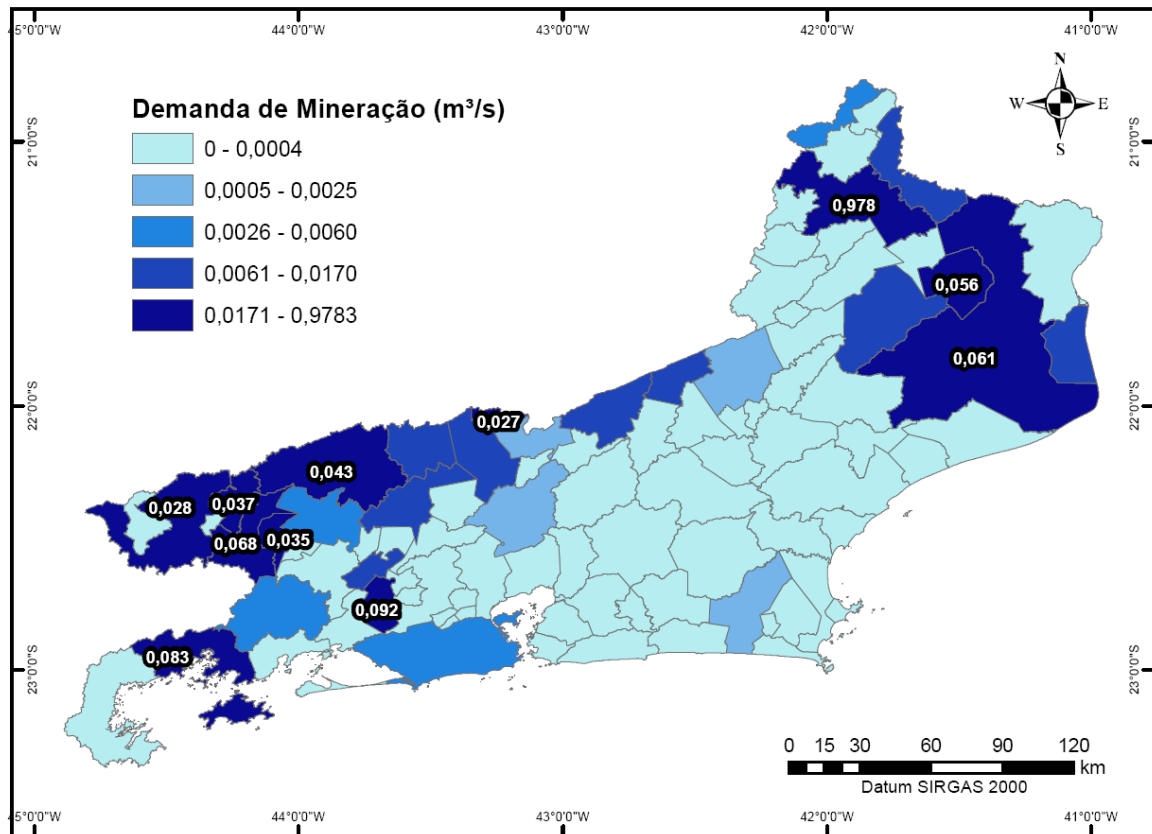 45°0'0"W 44°0'0"W 43°0'0"W 42°0'0"W 41°0'0"W
N
W E
S
Demanda de Mineração (m³/s)
0 - 0,0004
0,0005 - 0,0025
0,0026 - 0,0060
0,0061 - 0,0170
0,0171 - 0,9783
21°0'0"S 21°0'0"S
0,978
0,056
0,061
22°0'0"S 22°0'0"S
0,027
0,043
0,028
0,037
0,068
0,035
0,092
0,083
23°0'0"S 23°0'0"S
0 15 30 60 90 120
km
Datum SIRGAS 2000
45°0'0"W 44°0'0"W 43°0'0"W 42°0'0"W 41°0'0"W